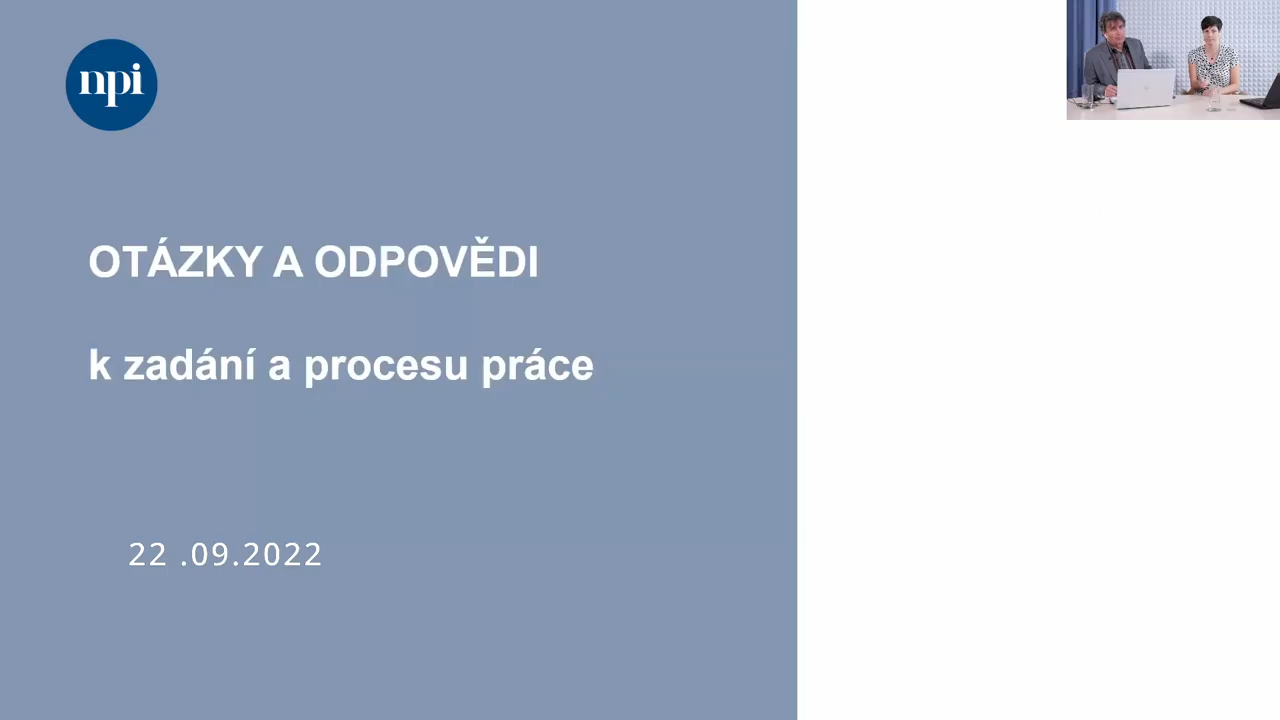 npi
OTÁZKY A ODPOVĚDI
k zadání a procesu práce
22 .09.2022